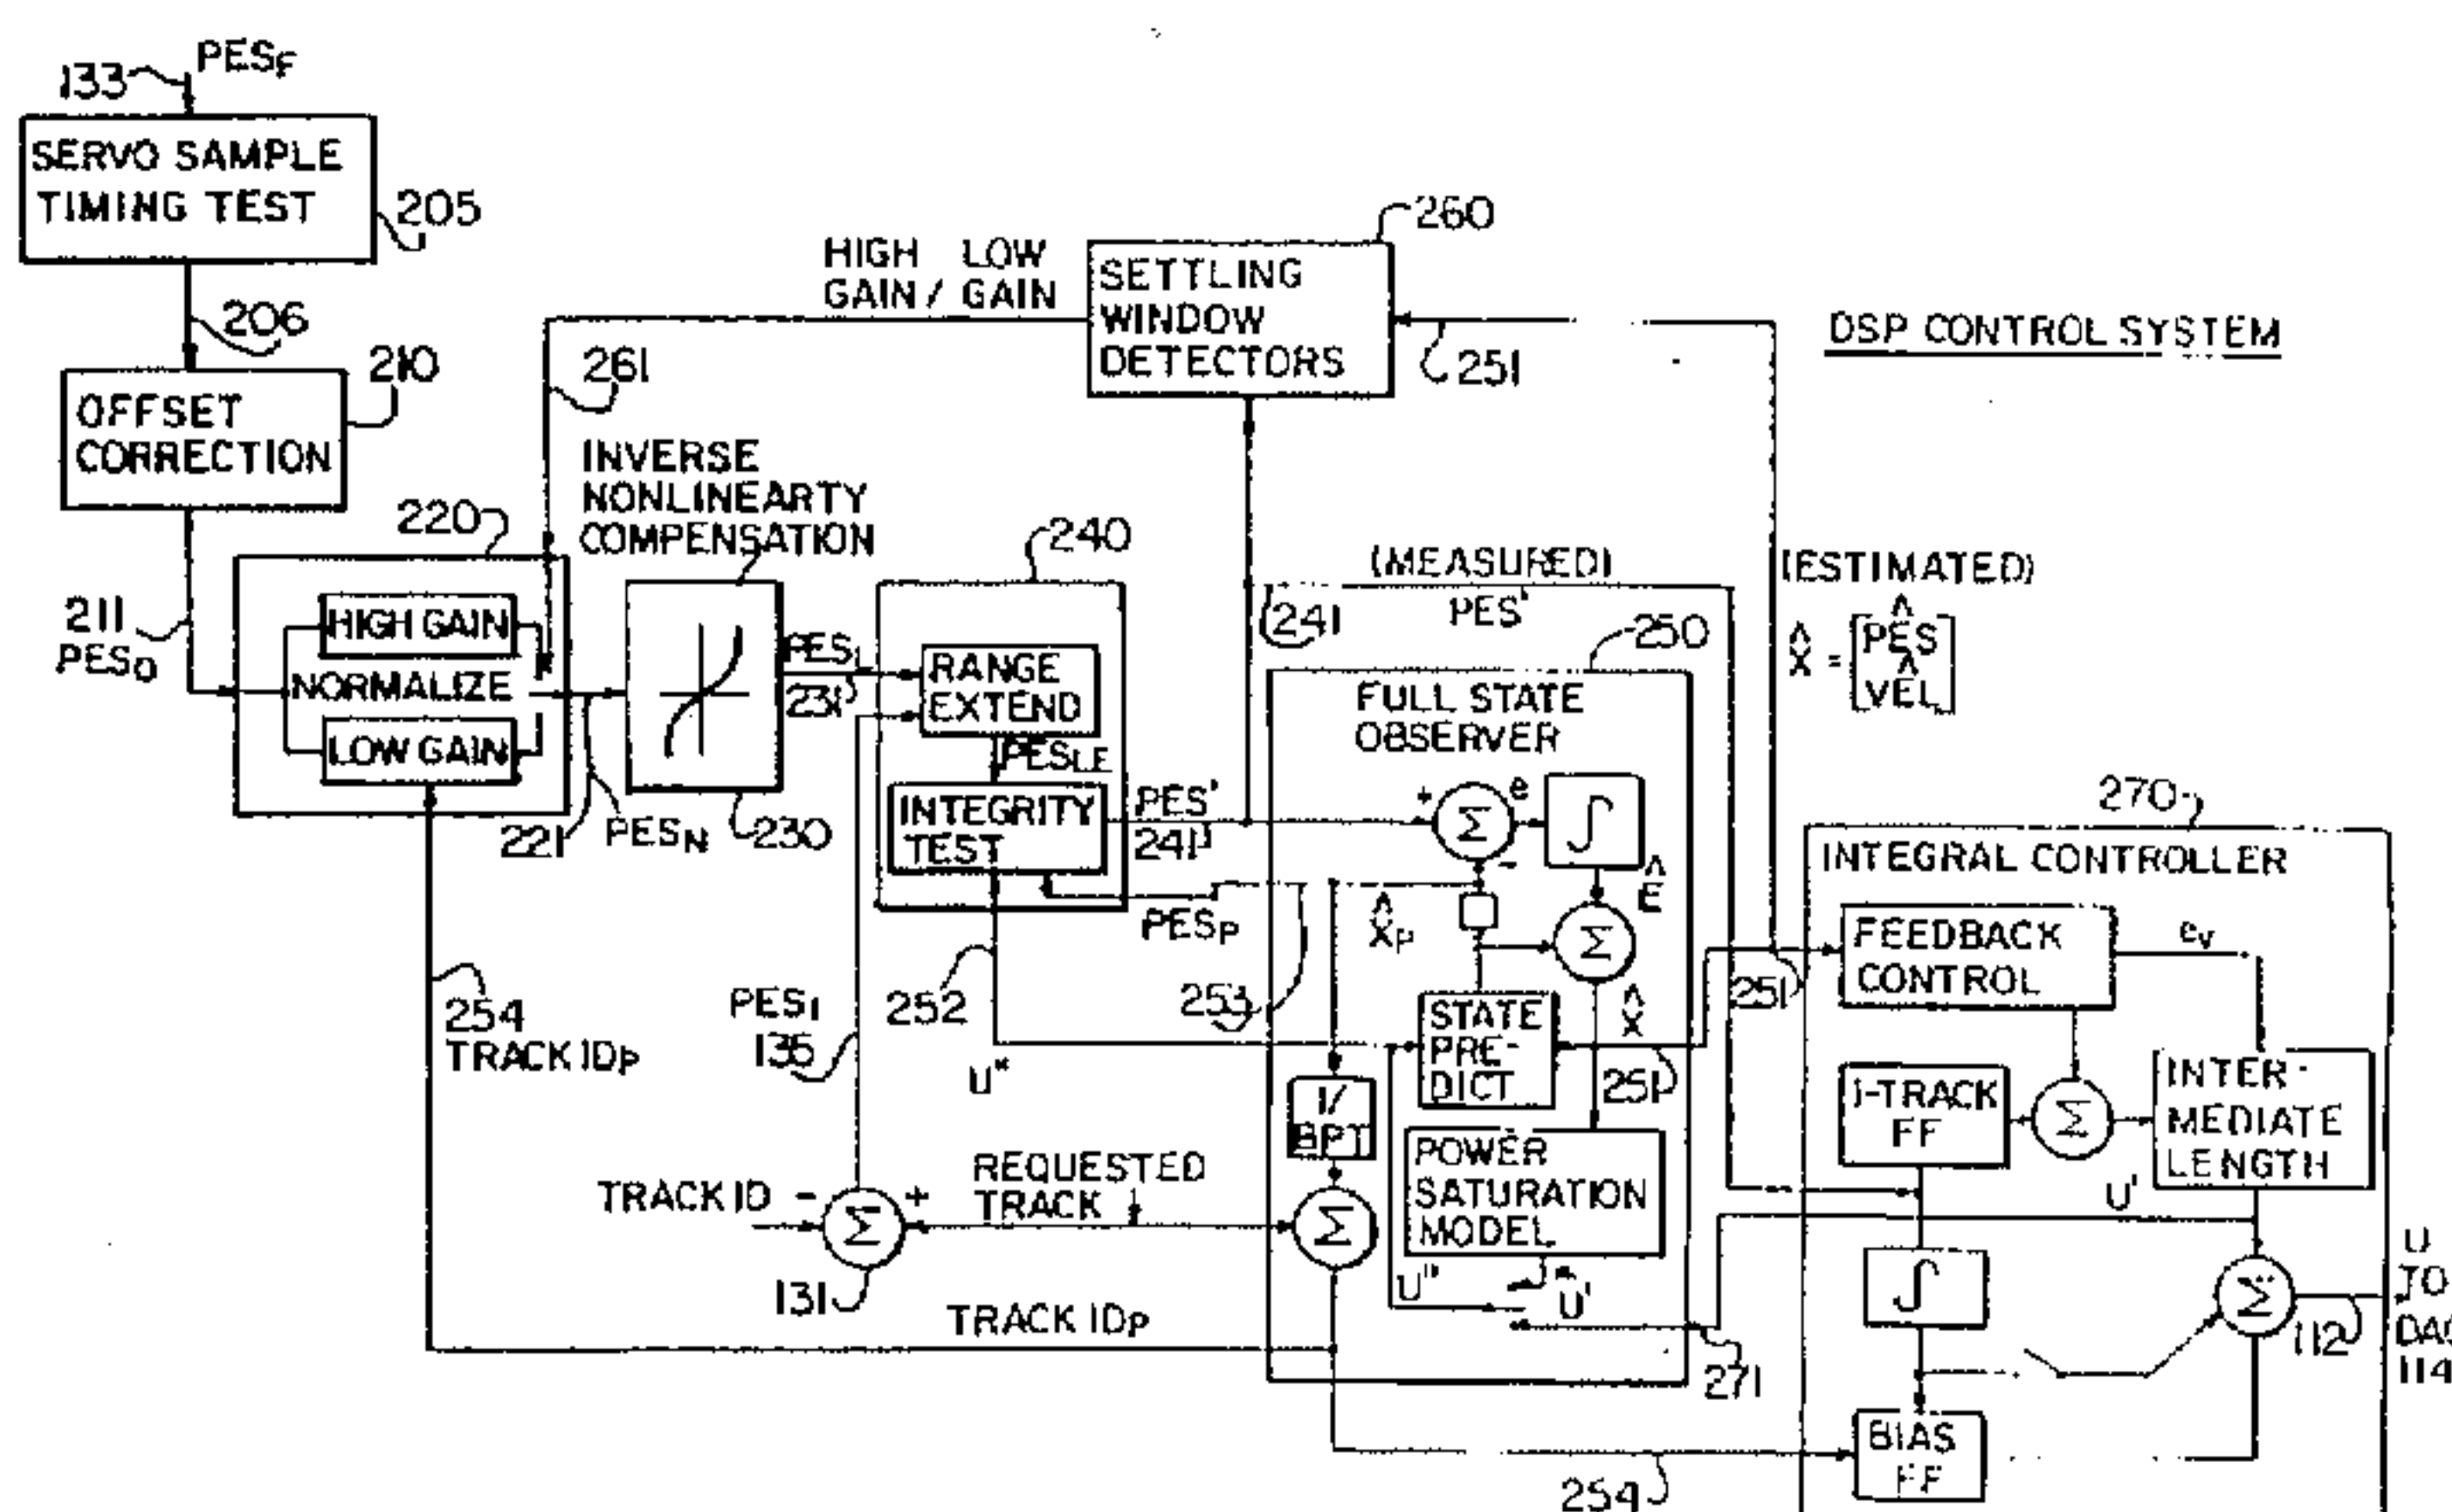 133
PESF
SERVO SAMPLE
TIMING TEST
205
206
OFFSET
CORRECTION
210
211
PESO
220
HIGH GAIN
NORMALIZE
LOW GAIN
HIGH LOW
GAIN / GAIN
261
SETTLING
WINDOW
DETECTORS
260
251
DSP CONTROL SYSTEM
INVERSE
NONLINEARTY
COMPENSATION
221
PESN
230
240
231
RANGE
EXTEND
PESLE
INTEGRITY
TEST
PES'
241
(MEASURED)
PES'
241
(ESTIMATED)
X̂ = [PÊS
VÊL]
250
FULL STATE
OBSERVER
+
Σ
e
∫
-
Ê
PESP
X̂P
Σ
253
252
254
TRACK IDP
PES1
135
U"
STATE
PRE-
DICT
X̂
251
251
1/
BPT
POWER
SATURATION
MODEL
TRACK ID
-
Σ
+
131
REQUESTED
TRACK
Σ
U"
Û'
271
TRACK IDP
254
270
INTEGRAL CONTROLLER
FEEDBACK
CONTROL
eV
1-TRACK
FF
Σ
INTER-
MEDIATE
LENGTH
U'
∫
Σ
112
U
TO
114
BIAS
FF